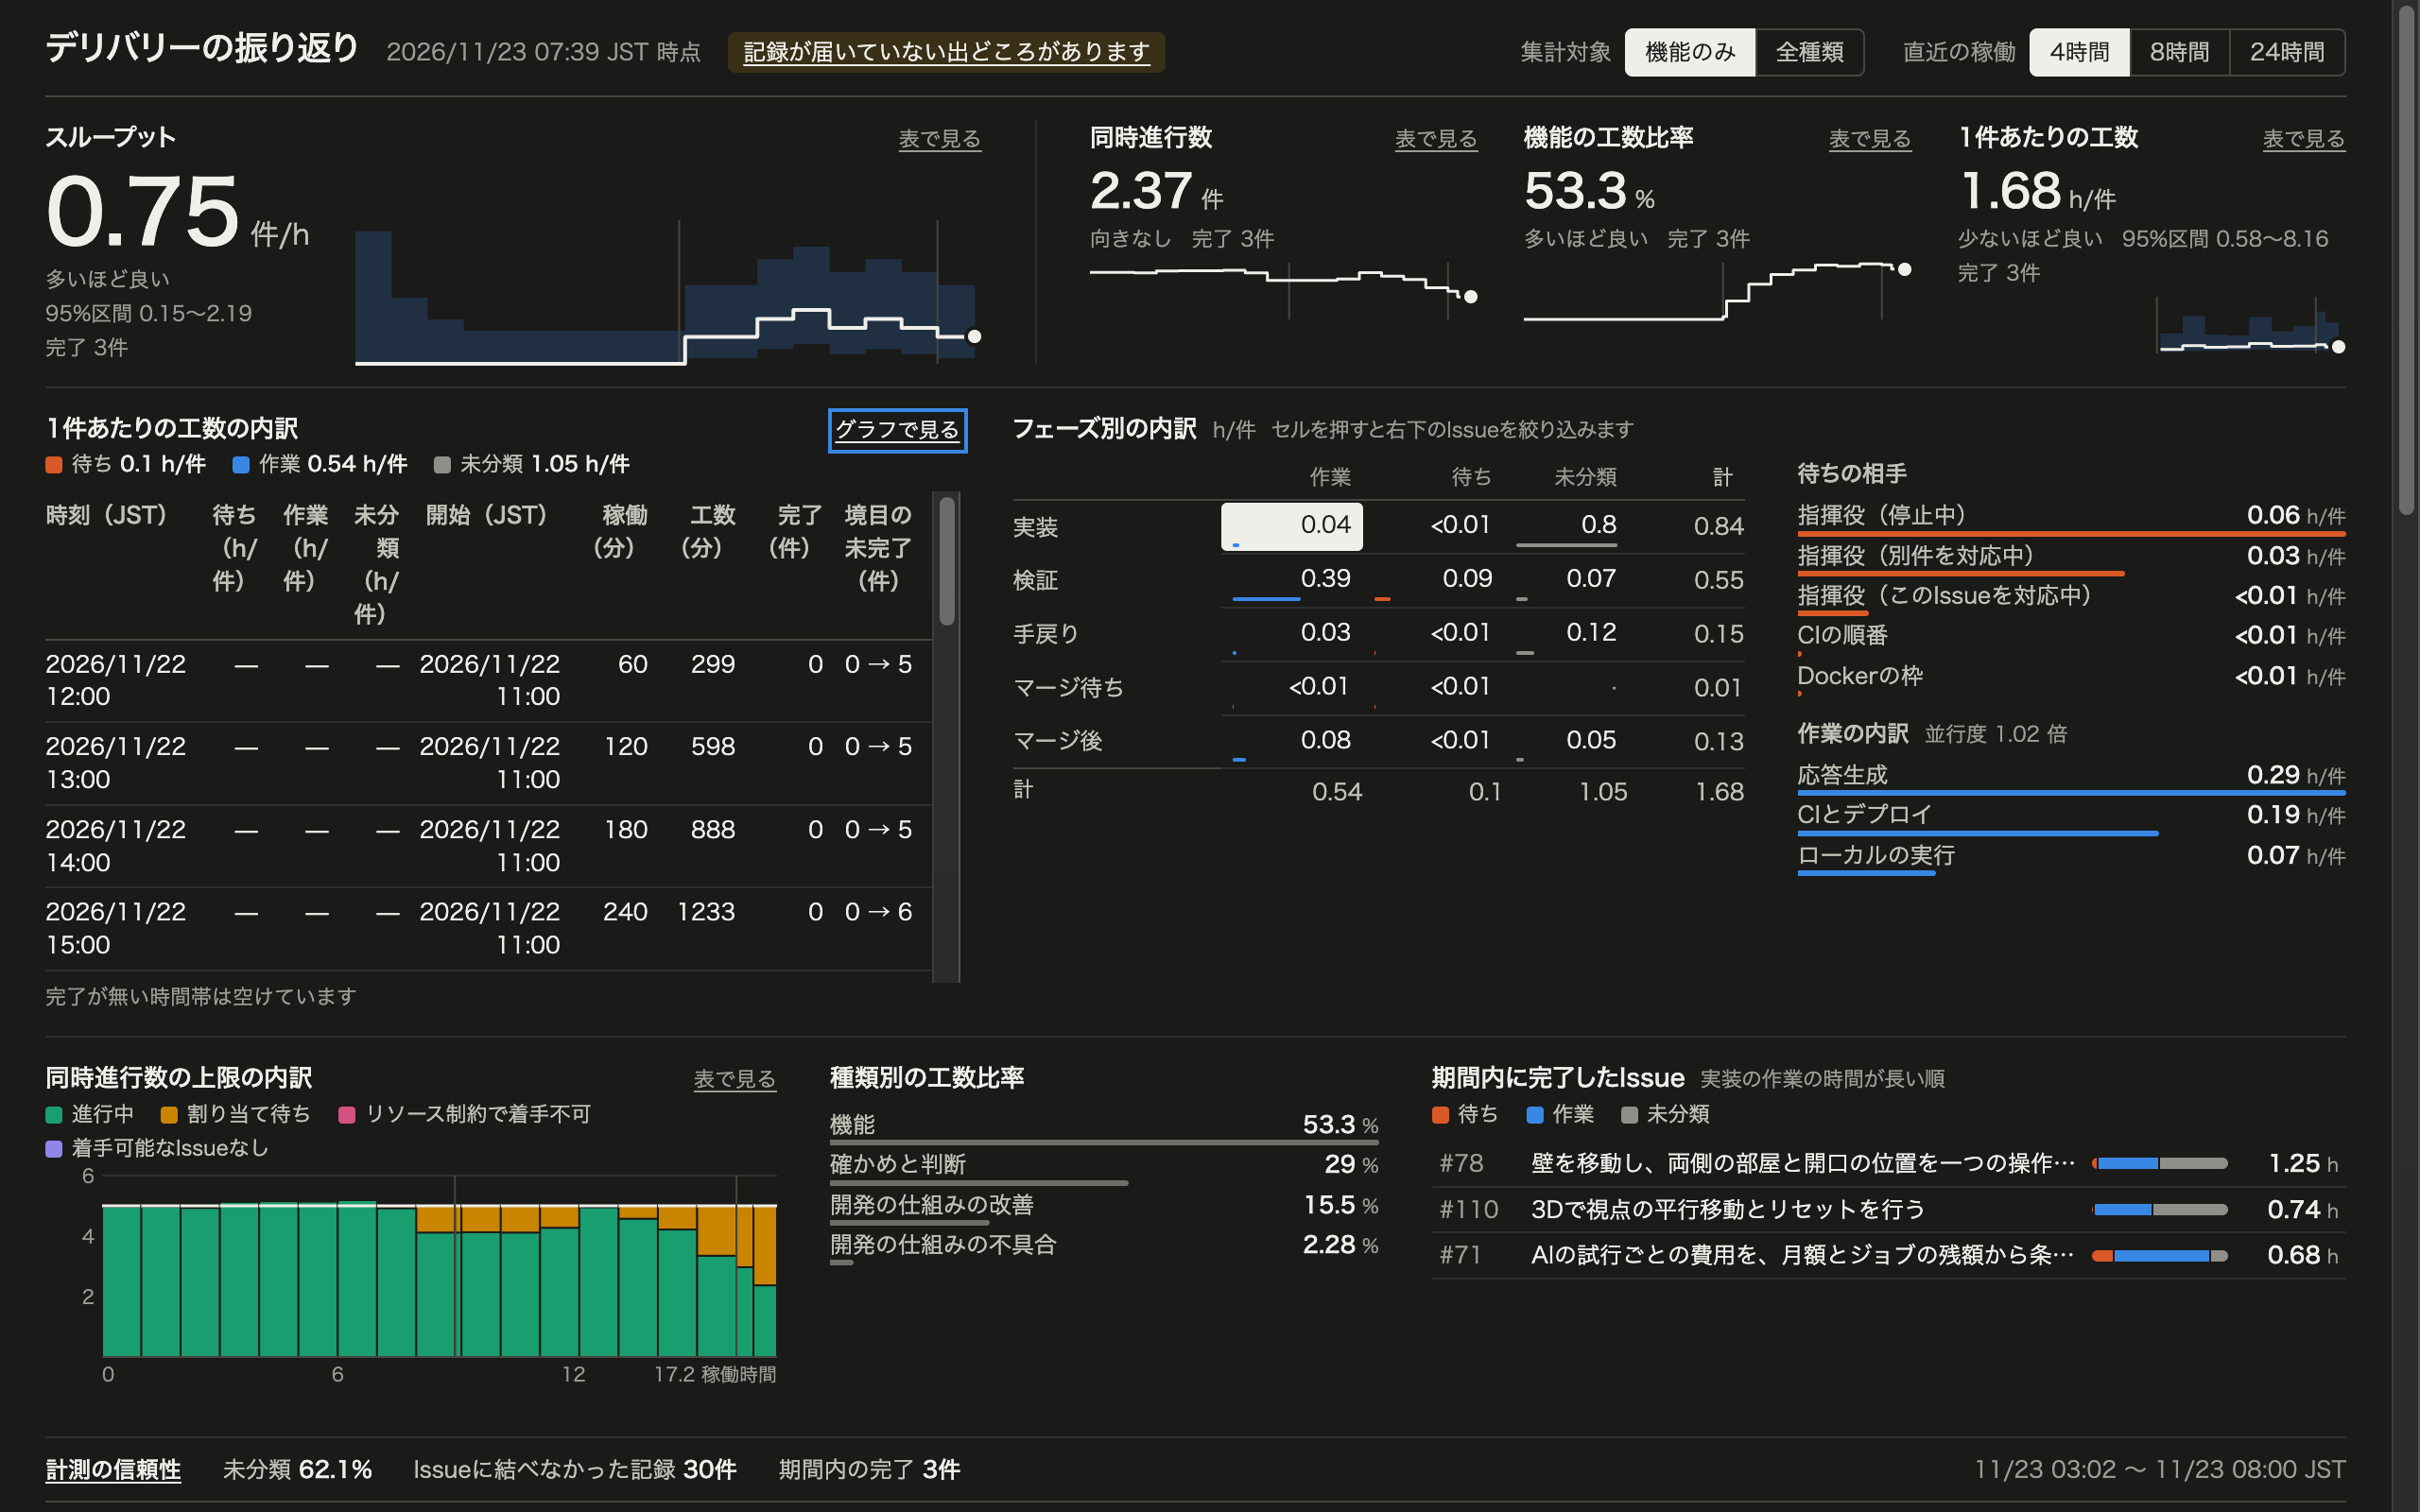 デリバリーの振り返り 2026/11/23 07:39 JST 時点 記録が届いていない出どころがあります 集計対象 機能のみ 全種類 直近の稼働 4時間 8時間 24時間
スループット 表で見る
0.75 件/h
多いほど良い
95%区間 0.15〜2.19
完了 3件
同時進行数 表で見る
2.37 件
向きなし 完了 3件
機能の工数比率 表で見る
53.3 %
多いほど良い 完了 3件
1件あたりの工数 表で見る
1.68 h/件
少ないほど良い 95%区間 0.58〜8.16
完了 3件
1件あたりの工数の内訳 グラフで見る
待ち 0.1 h/件 作業 0.54 h/件 未分類 1.05 h/件
時刻（JST） 待ち（h/件） 作業（h/件） 未分類（h/件） 開始（JST） 稼働（分） 工数（分） 完了（件） 境目の未完了（件）
2026/11/22 12:00 — — — 2026/11/22 11:00 60 299 0 0 → 5
2026/11/22 13:00 — — — 2026/11/22 11:00 120 598 0 0 → 5
2026/11/22 14:00 — — — 2026/11/22 11:00 180 888 0 0 → 5
2026/11/22 15:00 — — — 2026/11/22 11:00 240 1233 0 0 → 6
完了が無い時間帯は空けています
フェーズ別の内訳 h/件 セルを押すと右下のIssueを絞り込みます
作業 待ち 未分類 計
実装 0.04 <0.01 0.8 0.84
検証 0.39 0.09 0.07 0.55
手戻り 0.03 <0.01 0.12 0.15
マージ待ち <0.01 <0.01 · 0.01
マージ後 0.08 <0.01 0.05 0.13
計 0.54 0.1 1.05 1.68
待ちの相手
指揮役（停止中） 0.06 h/件
指揮役（別件を対応中） 0.03 h/件
指揮役（このIssueを対応中） <0.01 h/件
CIの順番 <0.01 h/件
Dockerの枠 <0.01 h/件
作業の内訳 並行度 1.02 倍
応答生成 0.29 h/件
CIとデプロイ 0.19 h/件
ローカルの実行 0.07 h/件
同時進行数の上限の内訳 表で見る
進行中 割り当て待ち リソース制約で着手不可
着手可能なIssueなし
6
4
2
0 6 12 17.2 稼働時間
種類別の工数比率
機能 53.3 %
確かめと判断 29 %
開発の仕組みの改善 15.5 %
開発の仕組みの不具合 2.28 %
期間内に完了したIssue 実装の作業の時間が長い順
待ち 作業 未分類
#78 壁を移動し、両側の部屋と開口の位置を一つの操作… 1.25 h
#110 3Dで視点の平行移動とリセットを行う 0.74 h
#71 AIの試行ごとの費用を、月額とジョブの残額から条… 0.68 h
計測の信頼性 未分類 62.1% Issueに結べなかった記録 30件 期間内の完了 3件 11/23 03:02 〜 11/23 08:00 JST